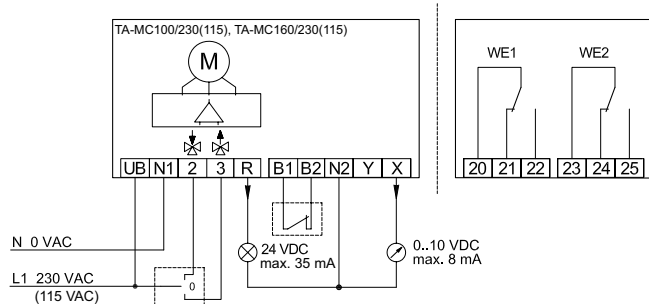 TA-MC100/230(115), TA-MC160/230(115)
M
UB N1 2 3 R B1 B2 N2 Y X
WE1 WE2
20 21 22 23 24 25
N 0 VAC
L1 230 VAC
(115 VAC)
0
24 VDC
max. 35 mA
0..10 VDC
max. 8 mA